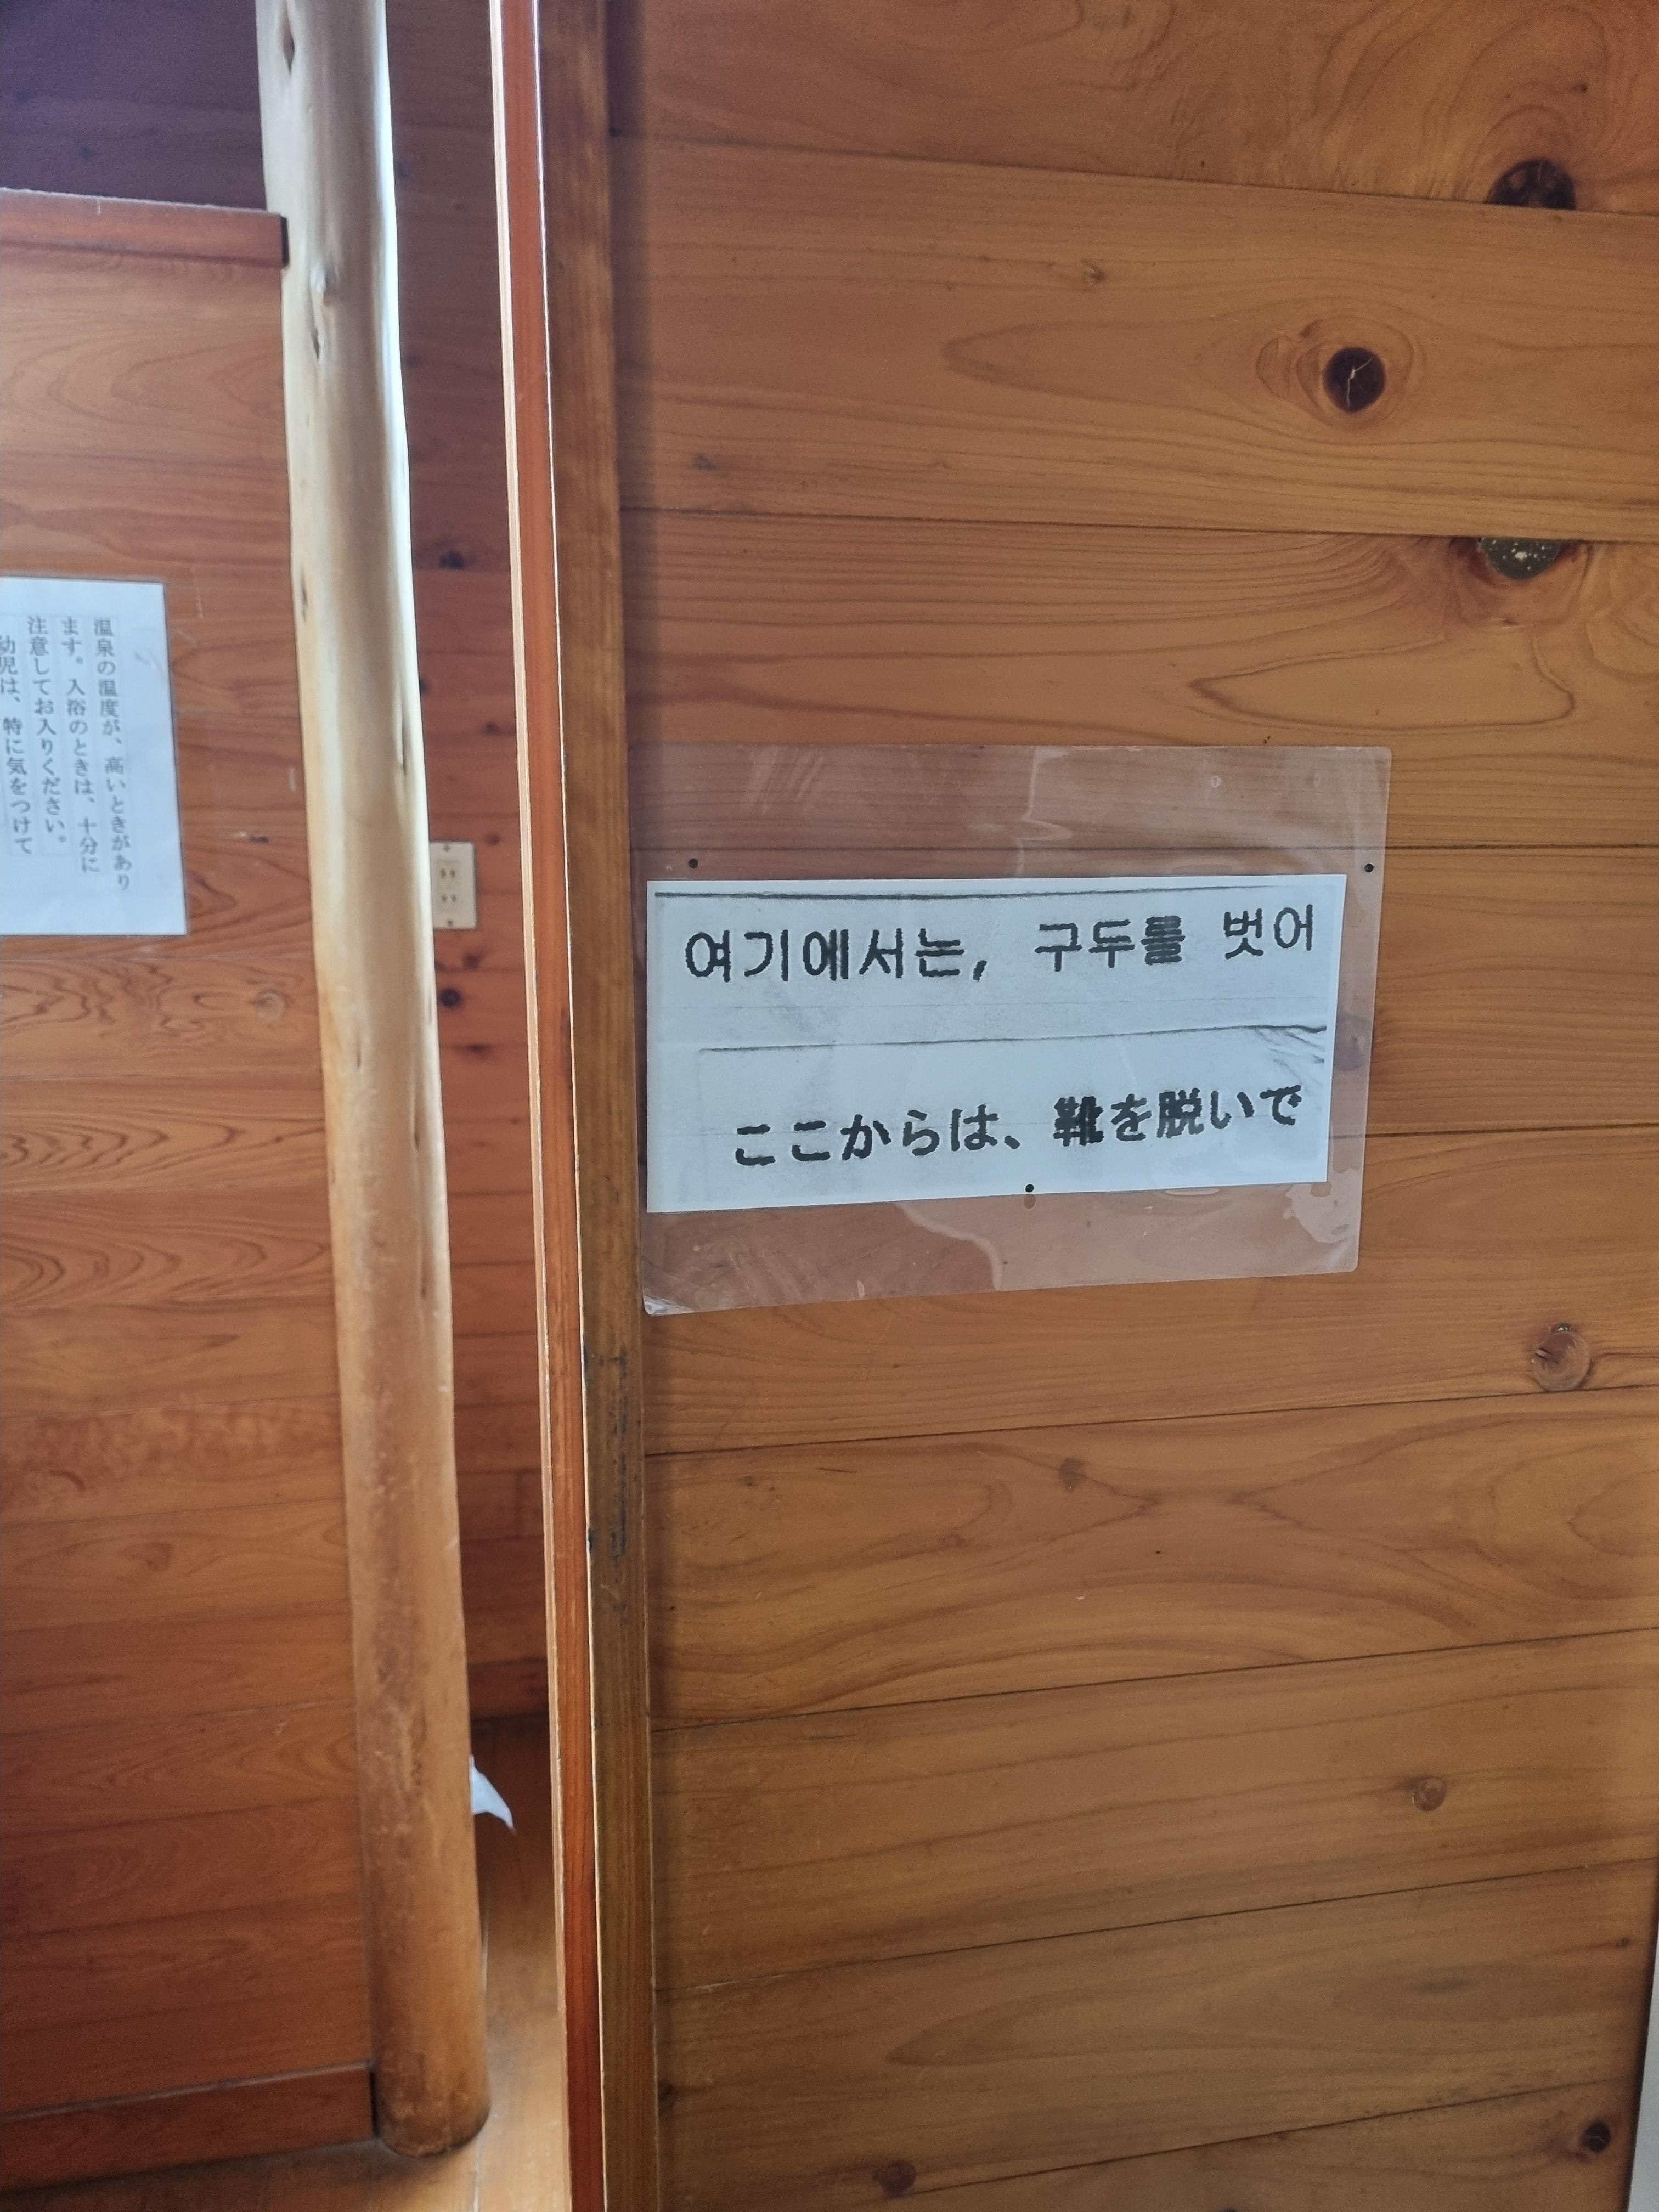 여기에서는, 구두를 벗어
ここからは、靴を脱いで
温泉の温度が、高いときがあり
ます。入浴のときは、十分に
注意してお入りください。
幼児は、特に気をつけて